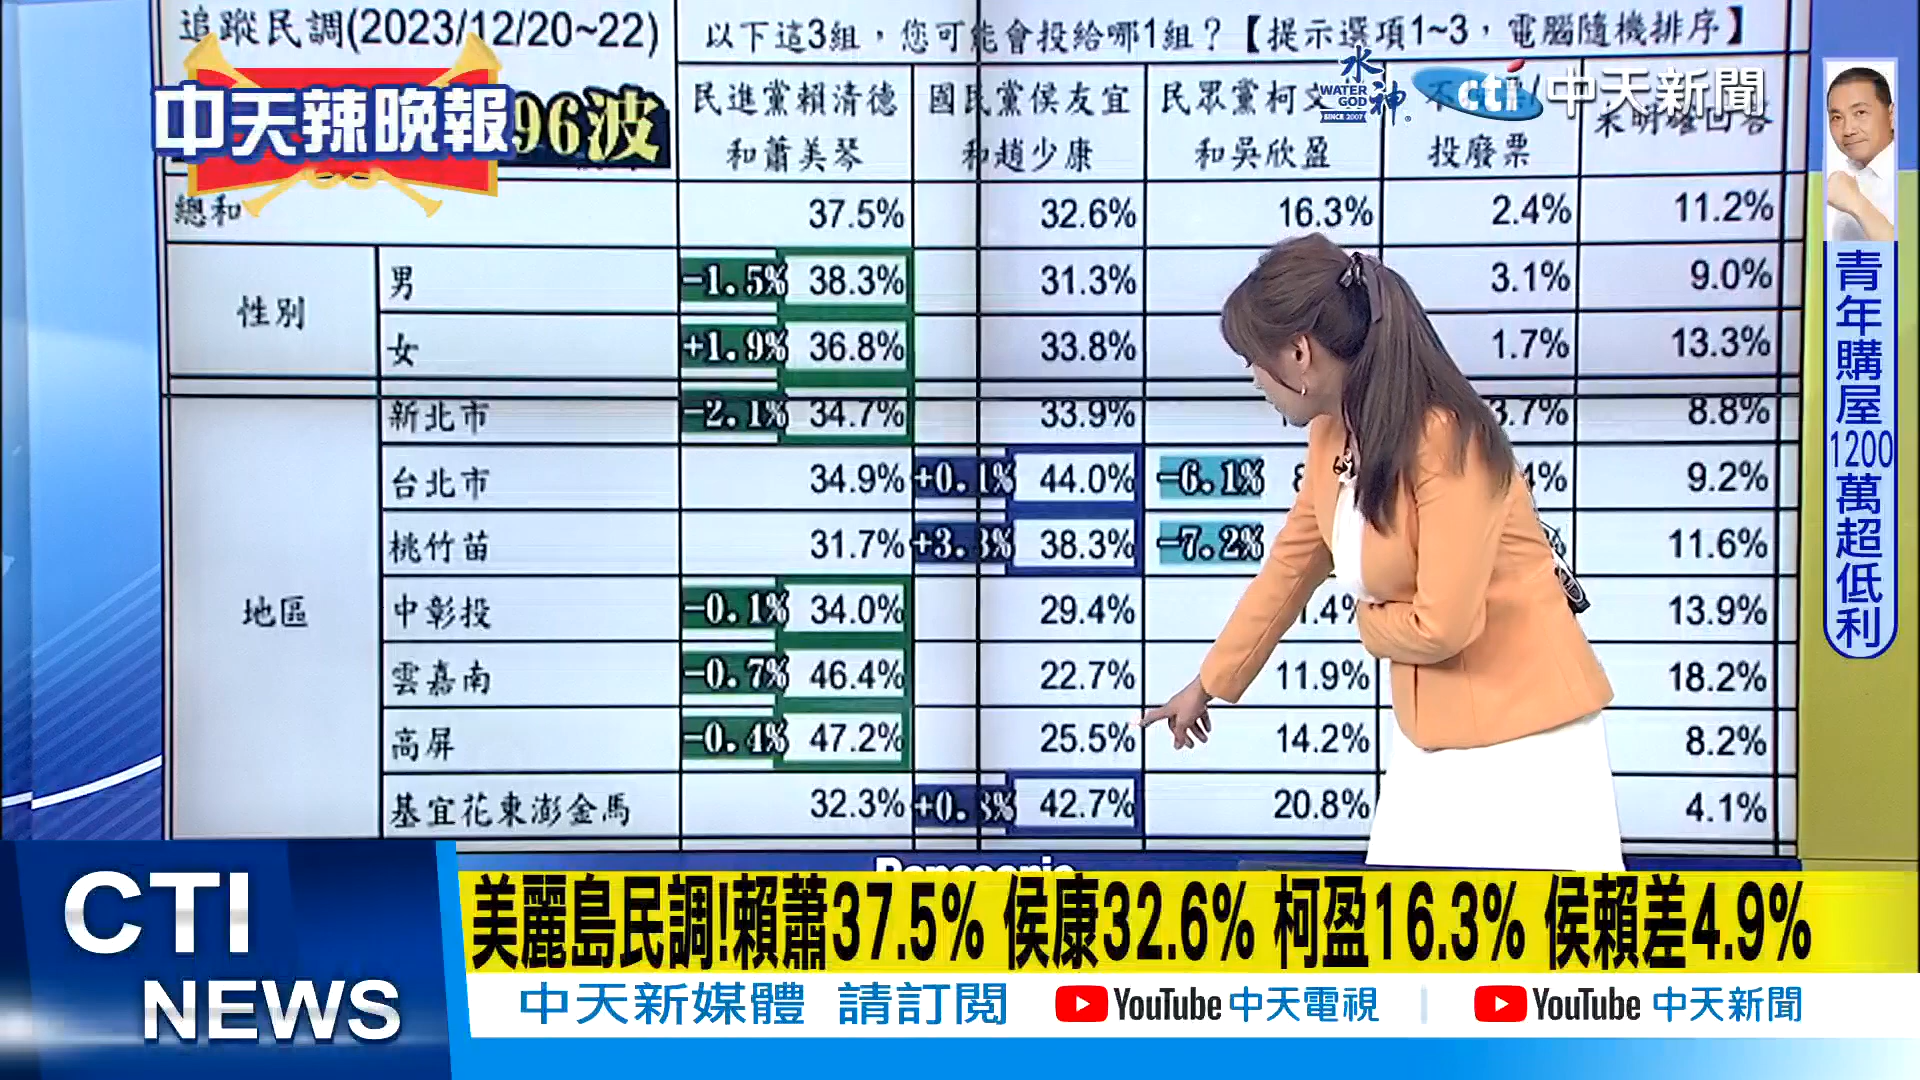 追蹤民調(2023/12/20~22)
以下這3組，您可能會投給哪1組？【提示選項1~3，電腦隨機排序】
中天辣晚報
96波
民進黨賴清德
和蕭美琴
國民黨侯友宜
和趙少康
民眾黨柯文
和吳欣盈
投廢票
水神
WATER GOD
SINCE 2007
cti 中天新聞
總和 37.5% 32.6% 16.3% 2.4% 11.2%
性別
男 -1.5% 38.3% 31.3% 3.1% 9.0%
女 +1.9% 36.8% 33.8% 1.7% 13.3%
地區
新北市 -2.1% 34.7% 33.9% 3.7% 8.8%
台北市 34.9% +0.1% 44.0% -6.1% 9.2%
桃竹苗 31.7% +3.3% 38.3% -7.2% 11.6%
中彰投 -0.1% 34.0% 29.4% .4% 13.9%
雲嘉南 -0.7% 46.4% 22.7% 11.9% 18.2%
高屏 -0.4% 47.2% 25.5% 14.2% 8.2%
基宜花東澎金馬 32.3% 42.7% 20.8% 4.1%
青年購屋1200萬超低利
Panasonic
CTI
NEWS
美麗島民調!賴蕭37.5% 侯康32.6% 柯盈16.3% 侯賴差4.9%
中天新媒體 請訂閱 YouTube 中天電視 | YouTube 中天新聞